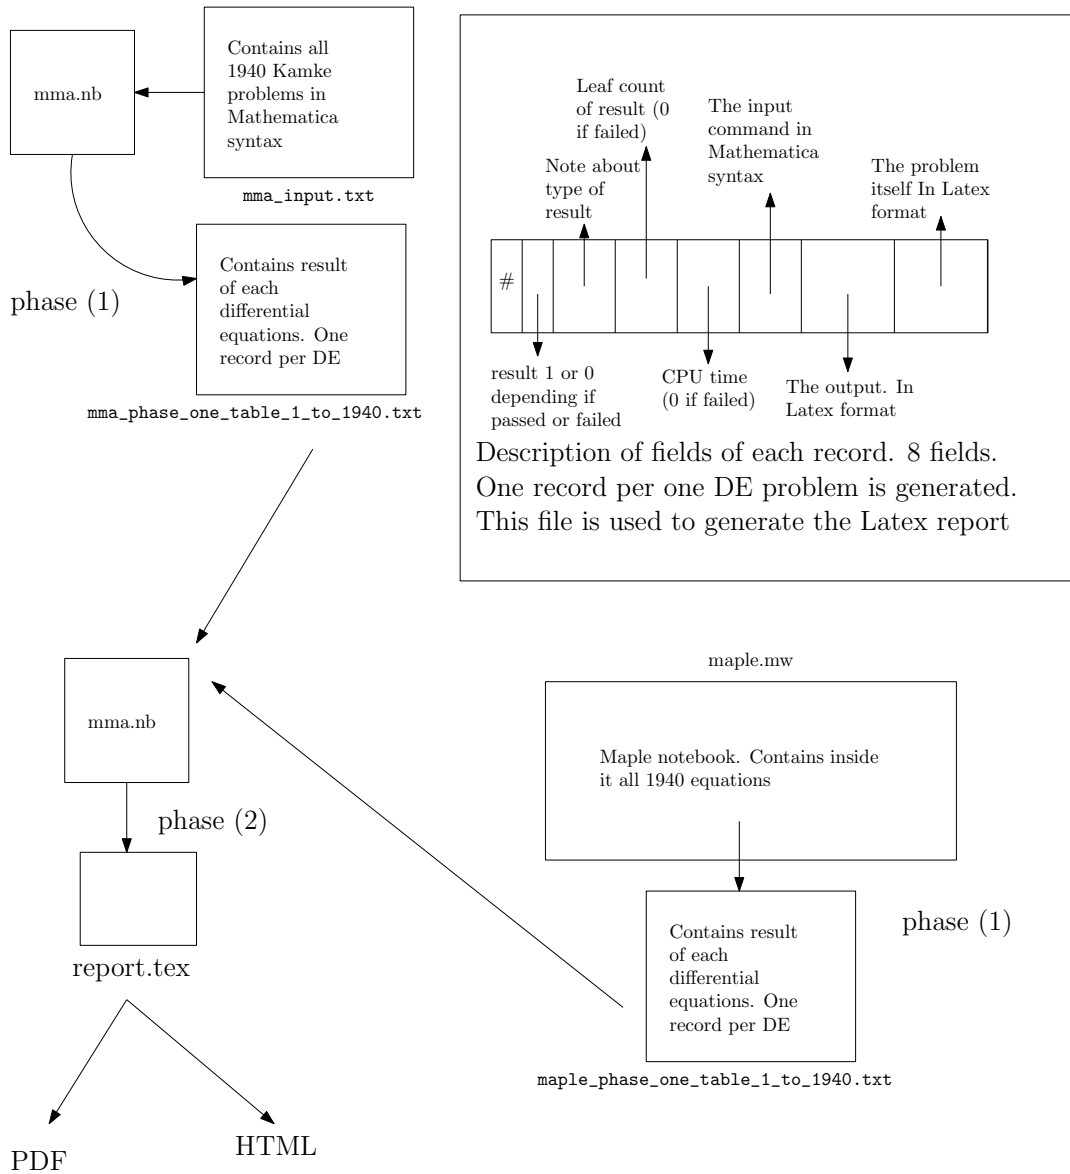 mma.nb
Contains all
1940 Kamke
problems in
Mathematica
syntax
mma_input.txt
phase (1)
Contains result
of each
differential
equations. One
record per DE
mma_phase_one_table_1_to_1940.txt
Leaf count
of result (0
if failed)
The input
command in
Mathematica
syntax
Note about
type of
result
The problem
itself In Latex
format
#
result 1 or 0
depending if
passed or failed
CPU time
(0 if failed)
The output. In
Latex format
Description of fields of each record. 8 fields.
One record per one DE problem is generated.
This file is used to generate the Latex report
mma.nb
phase (2)
report.tex
PDF
HTML
maple.mw
Maple notebook. Contains inside
it all 1940 equations
phase (1)
Contains result
of each
differential
equations. One
record per DE
maple_phase_one_table_1_to_1940.txt